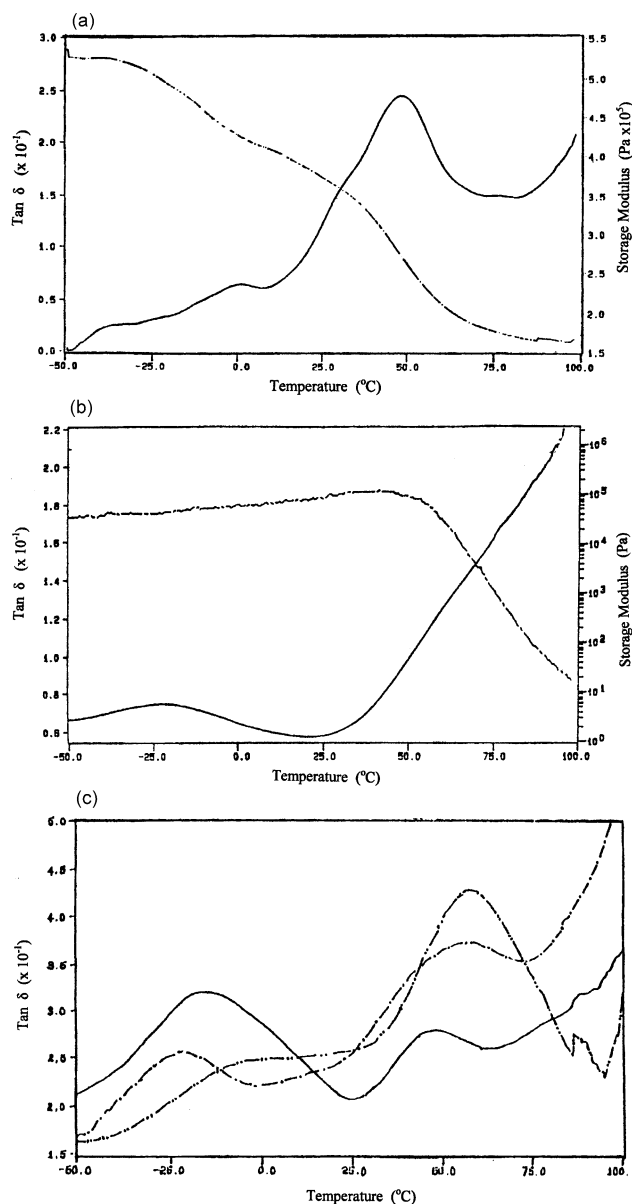 (a)
3.0
2.5
2.0
1.5
1.0
0.5
0.0
Tan δ (x 10⁻¹)
5.5
5.0
4.5
4.0
3.5
3.0
2.5
2.0
1.5
Storage Modulus (Pa x10⁵)
-50.0 -25.0 0.0 25.0 50.0 75.0 100.0
Temperature (°C)
(b)
2.2
2.0
1.8
1.6
1.4
1.2
1.0
0.8
0.6
Tan δ (x 10⁻¹)
10⁶
10⁵
10⁴
10³
10²
10¹
10⁰
Storage Modulus (Pa)
-50.0 -25.0 0.0 25.0 50.0 75.0 100.0
Temperature (°C)
(c)
5.0
4.5
4.0
3.5
3.0
2.5
2.0
1.5
Tan δ (x 10⁻¹)
-50.0 -25.0 0.0 25.0 50.0 75.0 100.
Temperature (°C)